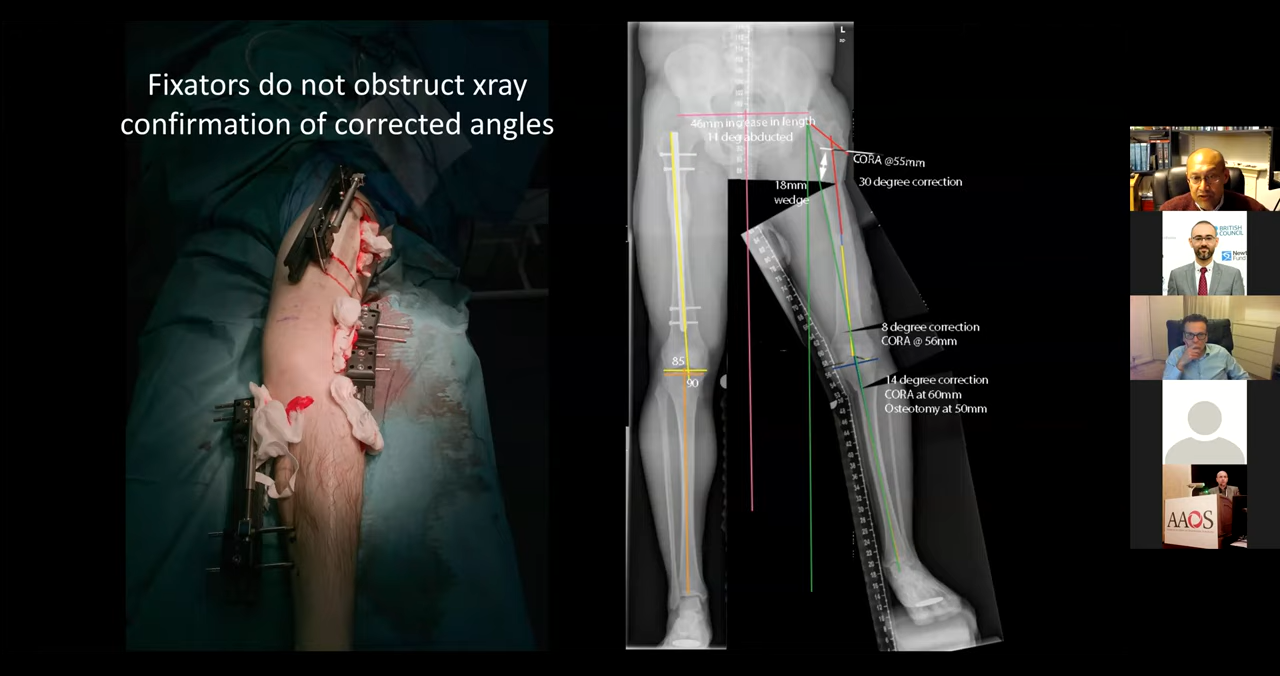 Fixators do not obstruct xray
confirmation of corrected angles
L
46mm increase in length
11 deg abducted
CORA @55mm
30 degree correction
18mm
wedge
8 degree correction
CORA @ 56mm
85
90
14 degree correction
CORA at 60mm
Osteotomy at 50mm
BRITISH
COUNCIL
Fund
AAOS